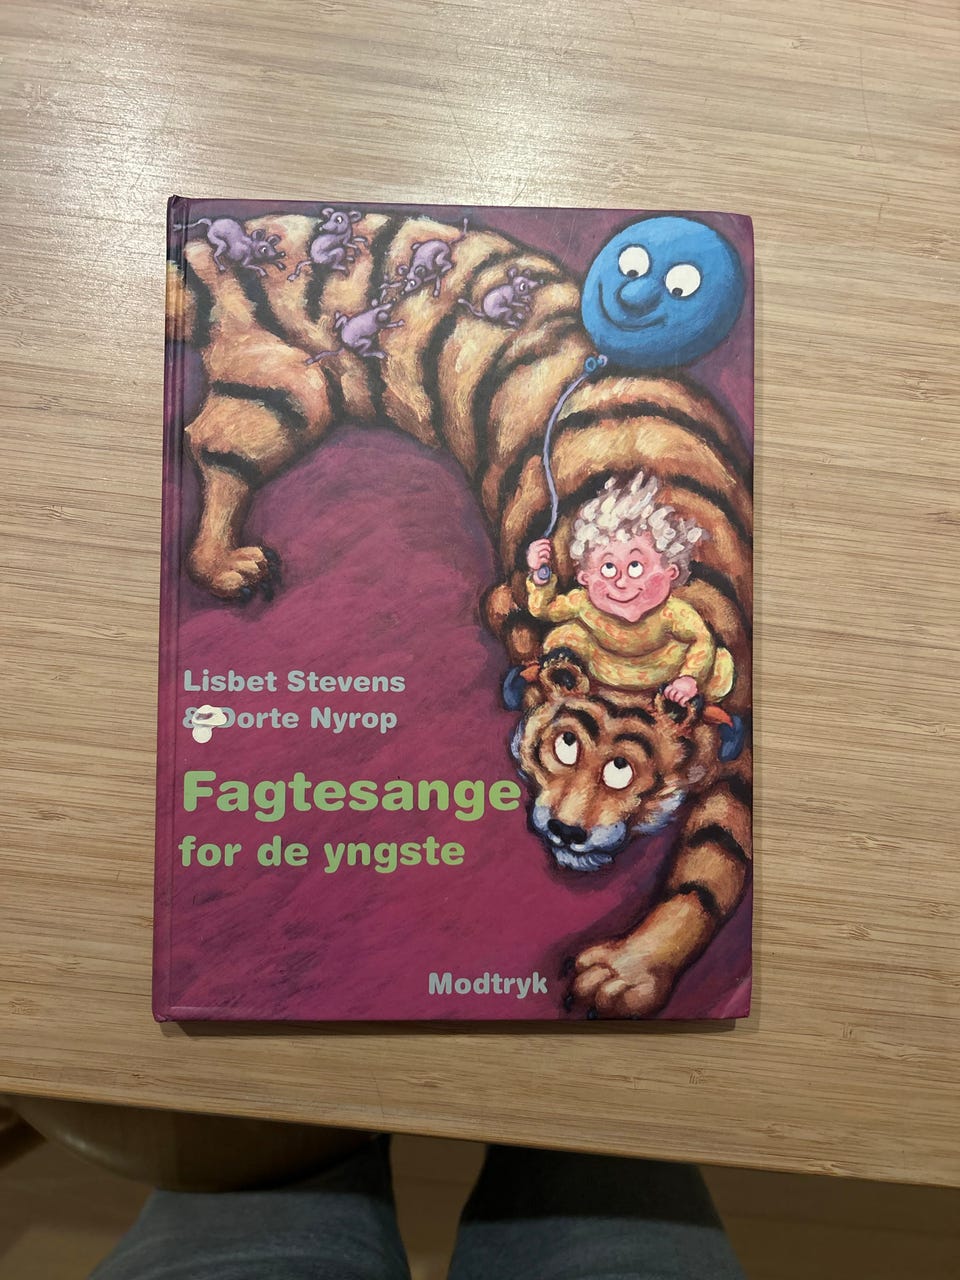 Lisbet Stevens
& Dorte Nyrop
Fagtesange
for de yngste
Modtryk